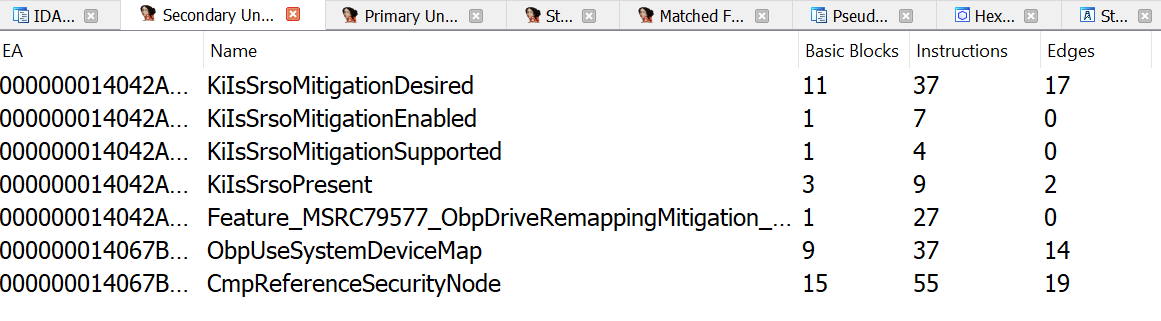 IDA... Secondary Un... Primary Un... St... Matched F... Pseud... Hex... St...
EA Name Basic Blocks Instructions Edges
000000014042A... KiIsSrsoMitigationDesired 11 37 17
000000014042A... KiIsSrsoMitigationEnabled 1 7 0
000000014042A... KiIsSrsoMitigationSupported 1 4 0
000000014042A... KiIsSrsoPresent 3 9 2
000000014042A... Feature_MSRC79577_ObpDriveRemappingMitigation_... 1 27 0
000000014067B... ObpUseSystemDeviceMap 9 37 14
000000014067B... CmpReferenceSecurityNode 15 55 19